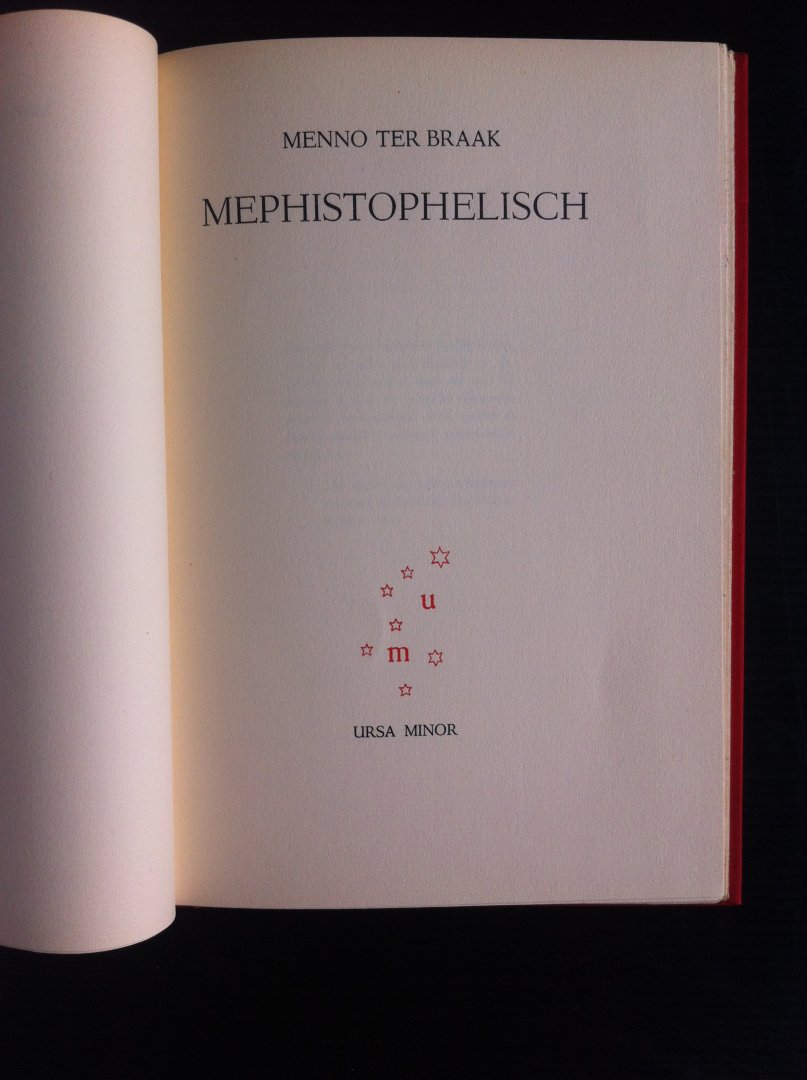 MENNO TER BRAAK
MEPHISTOPHELISCH
u
m
URSA MINOR